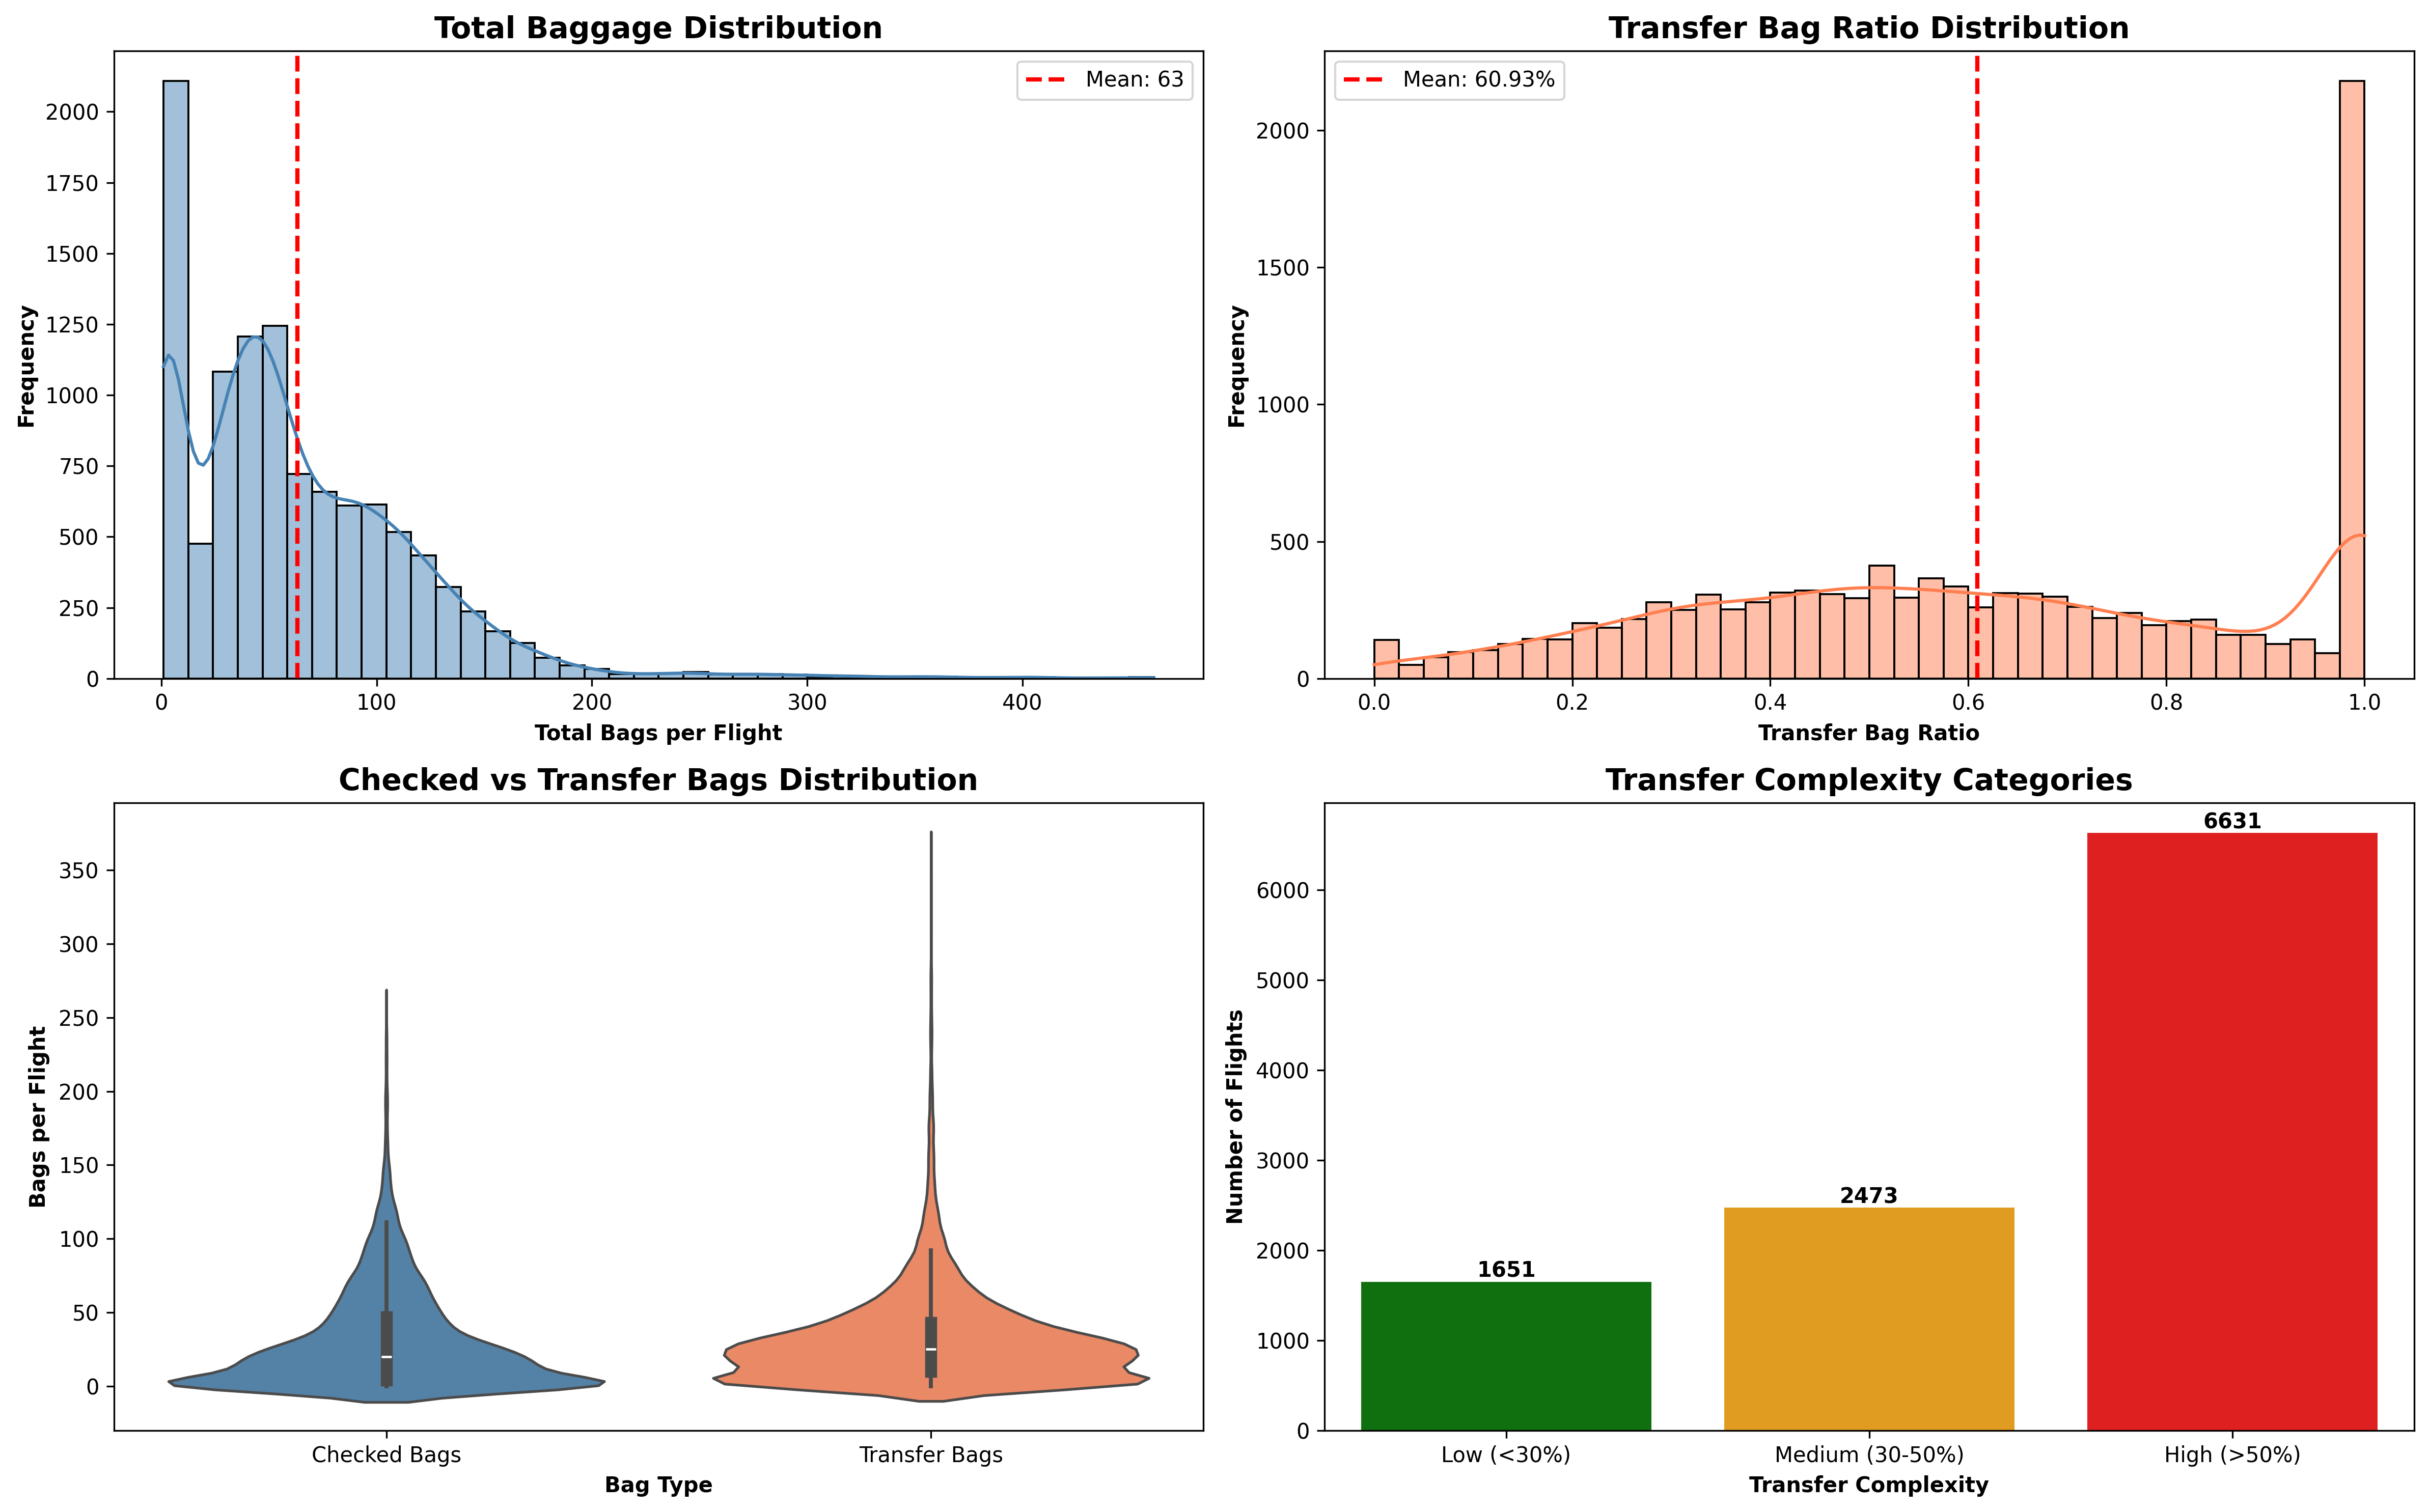 Total Baggage Distribution
Mean: 63
Frequency
2000
1750
1500
1250
1000
750
500
250
0
0 100 200 300 400
Total Bags per Flight
Transfer Bag Ratio Distribution
Mean: 60.93%
Frequency
2000
1500
1000
500
0
0.0 0.2 0.4 0.6 0.8 1.0
Transfer Bag Ratio
Checked vs Transfer Bags Distribution
Bags per Flight
350
300
250
200
150
100
50
0
Checked Bags Transfer Bags
Bag Type
Transfer Complexity Categories
Number of Flights
6000
5000
4000
3000
2000
1000
0
1651
2473
6631
Low (<30%) Medium (30-50%) High (>50%)
Transfer Complexity